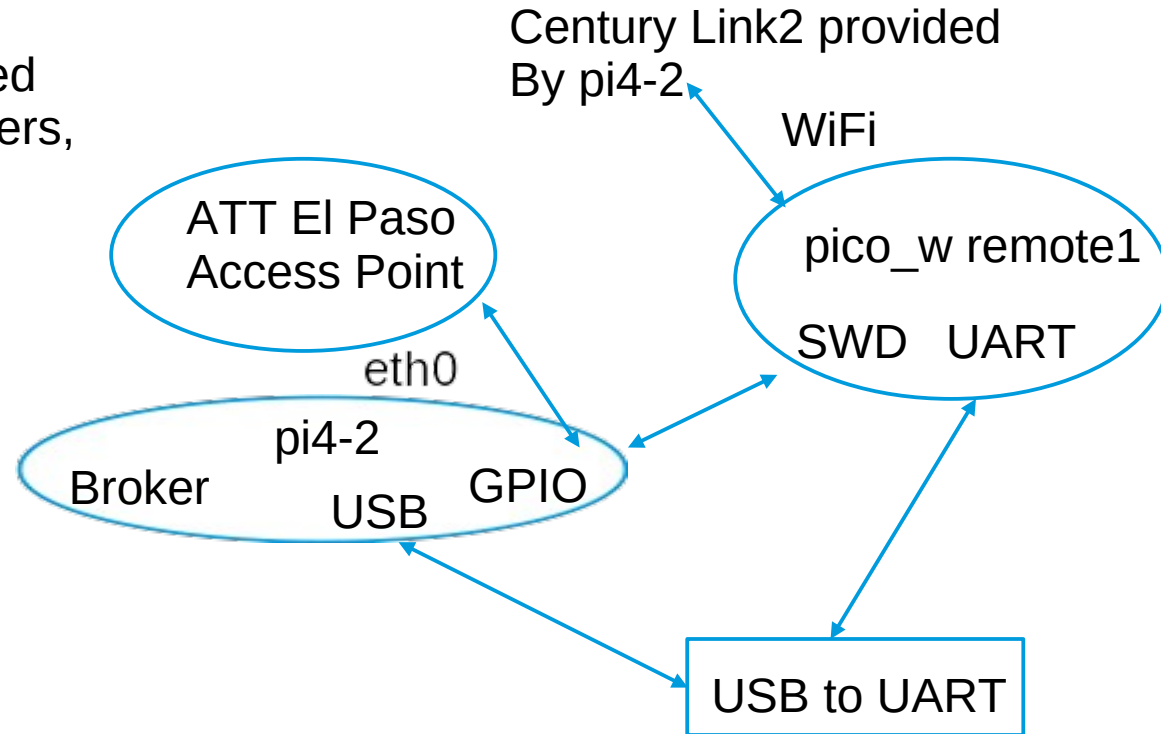 Century Link2 provided
By pi4-2
ers,
WiFi
ATT El Paso
Access Point
pico_w remote1
SWD UART
eth0
pi4-2
Broker
USB
GPIO
USB to UART